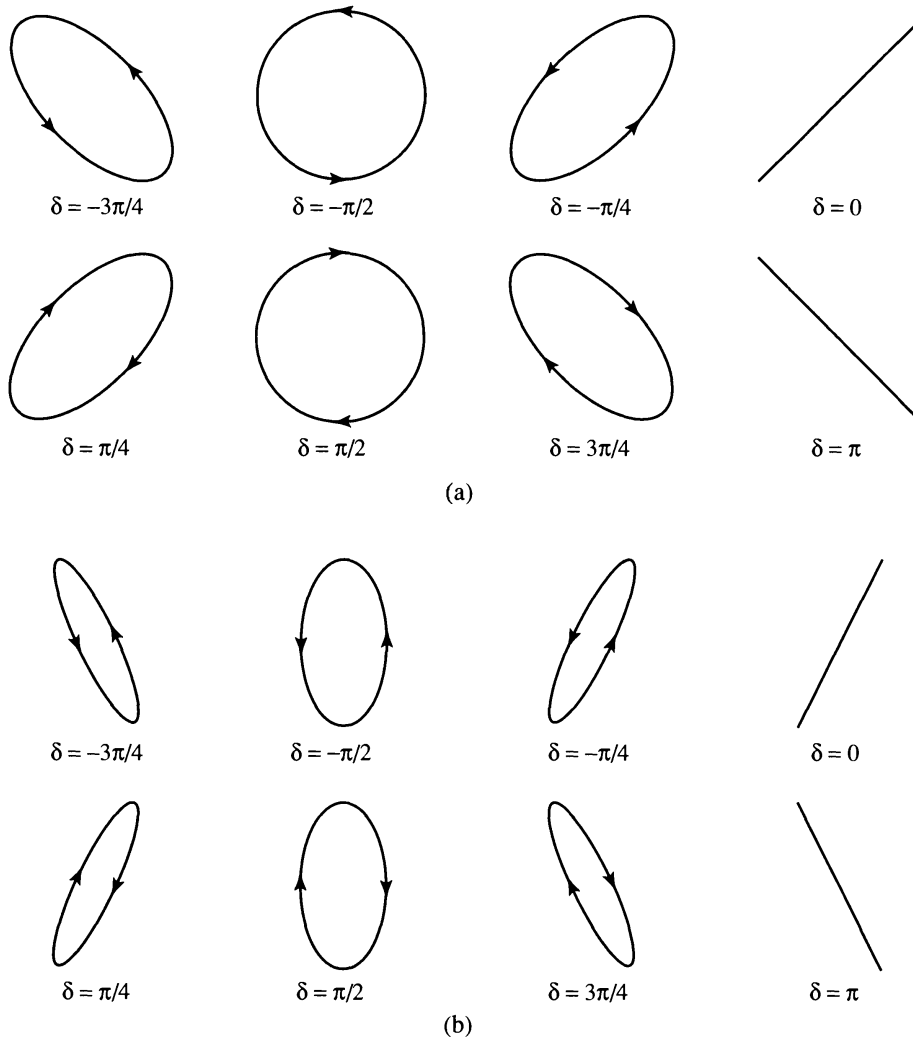 δ = −3π/4 δ = −π/2 δ = −π/4 δ = 0
δ = π/4 δ = π/2 δ = 3π/4 δ = π
(a)
δ = −3π/4 δ = −π/2 δ = −π/4 δ = 0
δ = π/4 δ = π/2 δ = 3π/4 δ = π
(b)